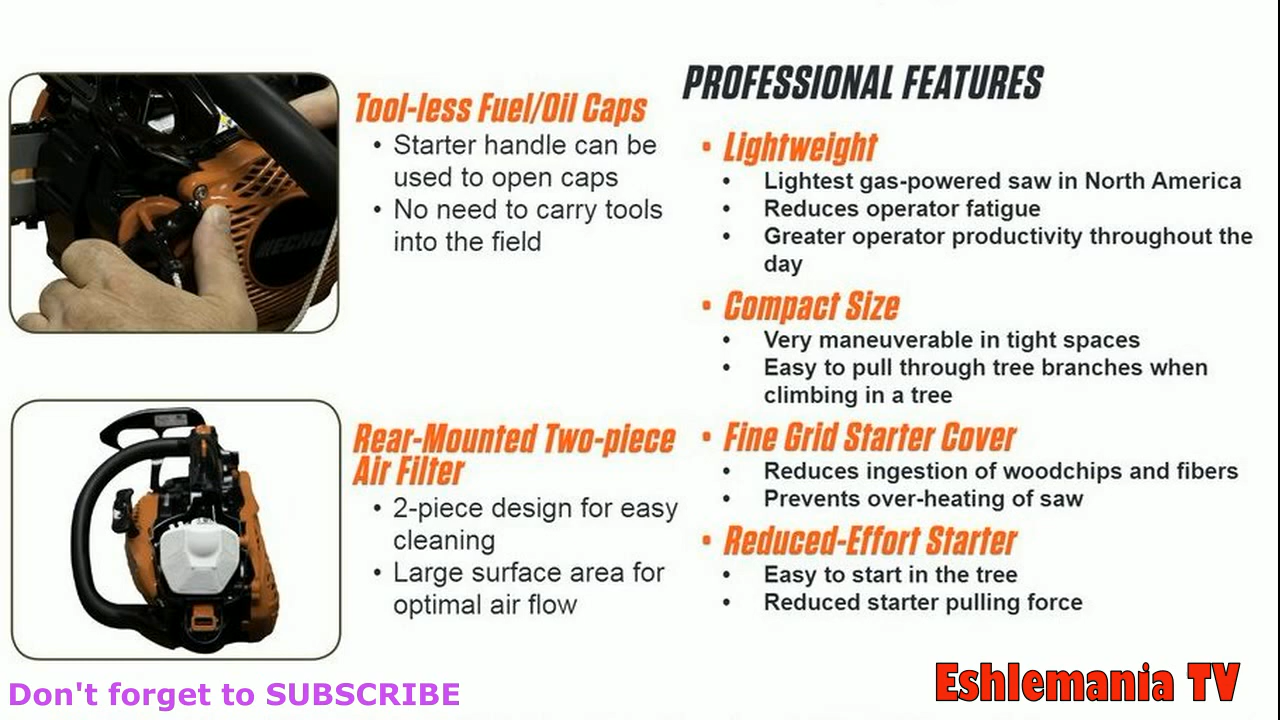 Tool-less Fuel/Oil Caps
• Starter handle can be
used to open caps
• No need to carry tools
into the field
ECHO
Rear-Mounted Two-piece
Air Filter
• 2-piece design for easy
cleaning
• Large surface area for
optimal air flow
PROFESSIONAL FEATURES
• Lightweight
• Lightest gas-powered saw in North America
• Reduces operator fatigue
• Greater operator productivity throughout the
day
• Compact Size
• Very maneuverable in tight spaces
• Easy to pull through tree branches when
climbing in a tree
• Fine Grid Starter Cover
• Reduces ingestion of woodchips and fibers
• Prevents over-heating of saw
• Reduced-Effort Starter
• Easy to start in the tree
• Reduced starter pulling force
Don't forget to SUBSCRIBE
Eshlemania TV